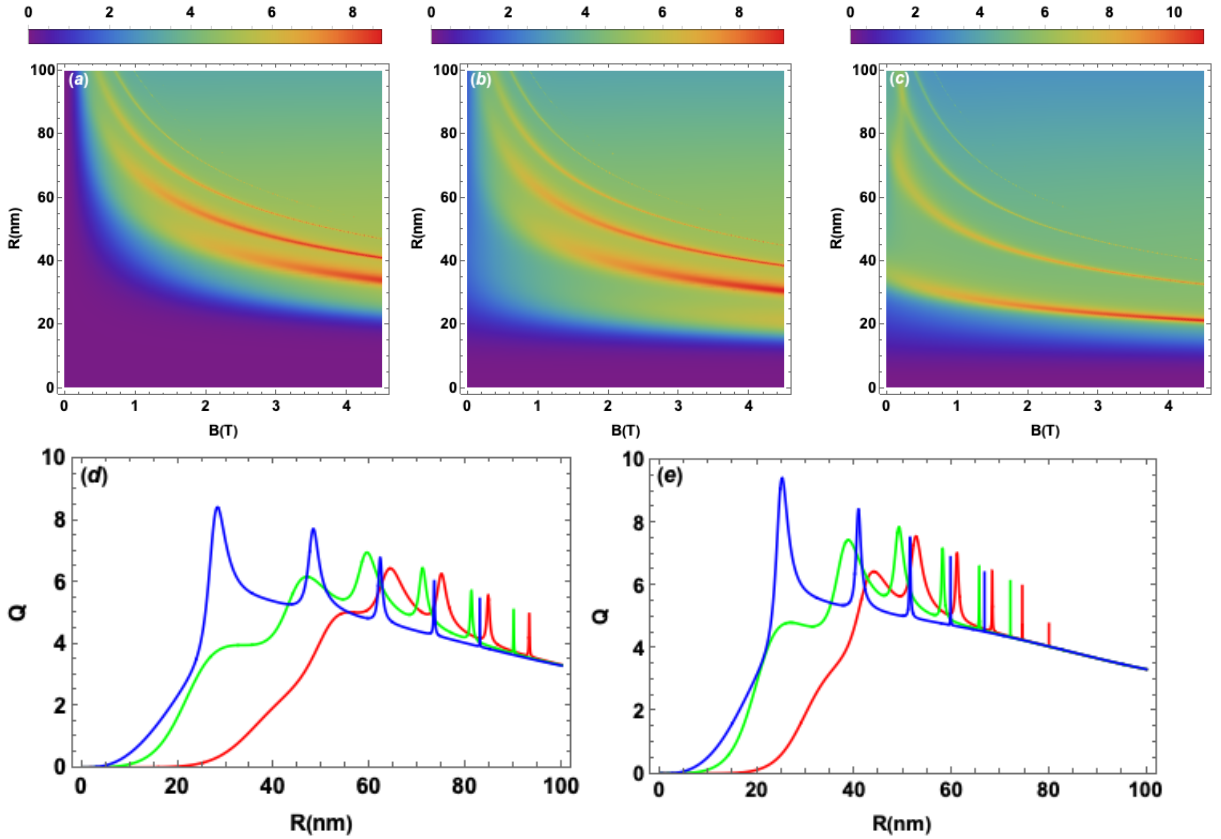 0 2 4 6 8 0 2 4 6 8 0 2 4 6 8 10
(a) (b) (c)
100 100 100
80 80 80
60 60 60
R(nm) R(nm) R(nm)
40 40 40
20 20 20
0 0 0
0 1 2 3 4 0 1 2 3 4 0 1 2 3 4
B(T) B(T) B(T)
10 (d) 10 (e)
8 8
6 6
Q Q
4 4
2 2
0 0
0 20 40 60 80 100 0 20 40 60 80 100
R(nm) R(nm)